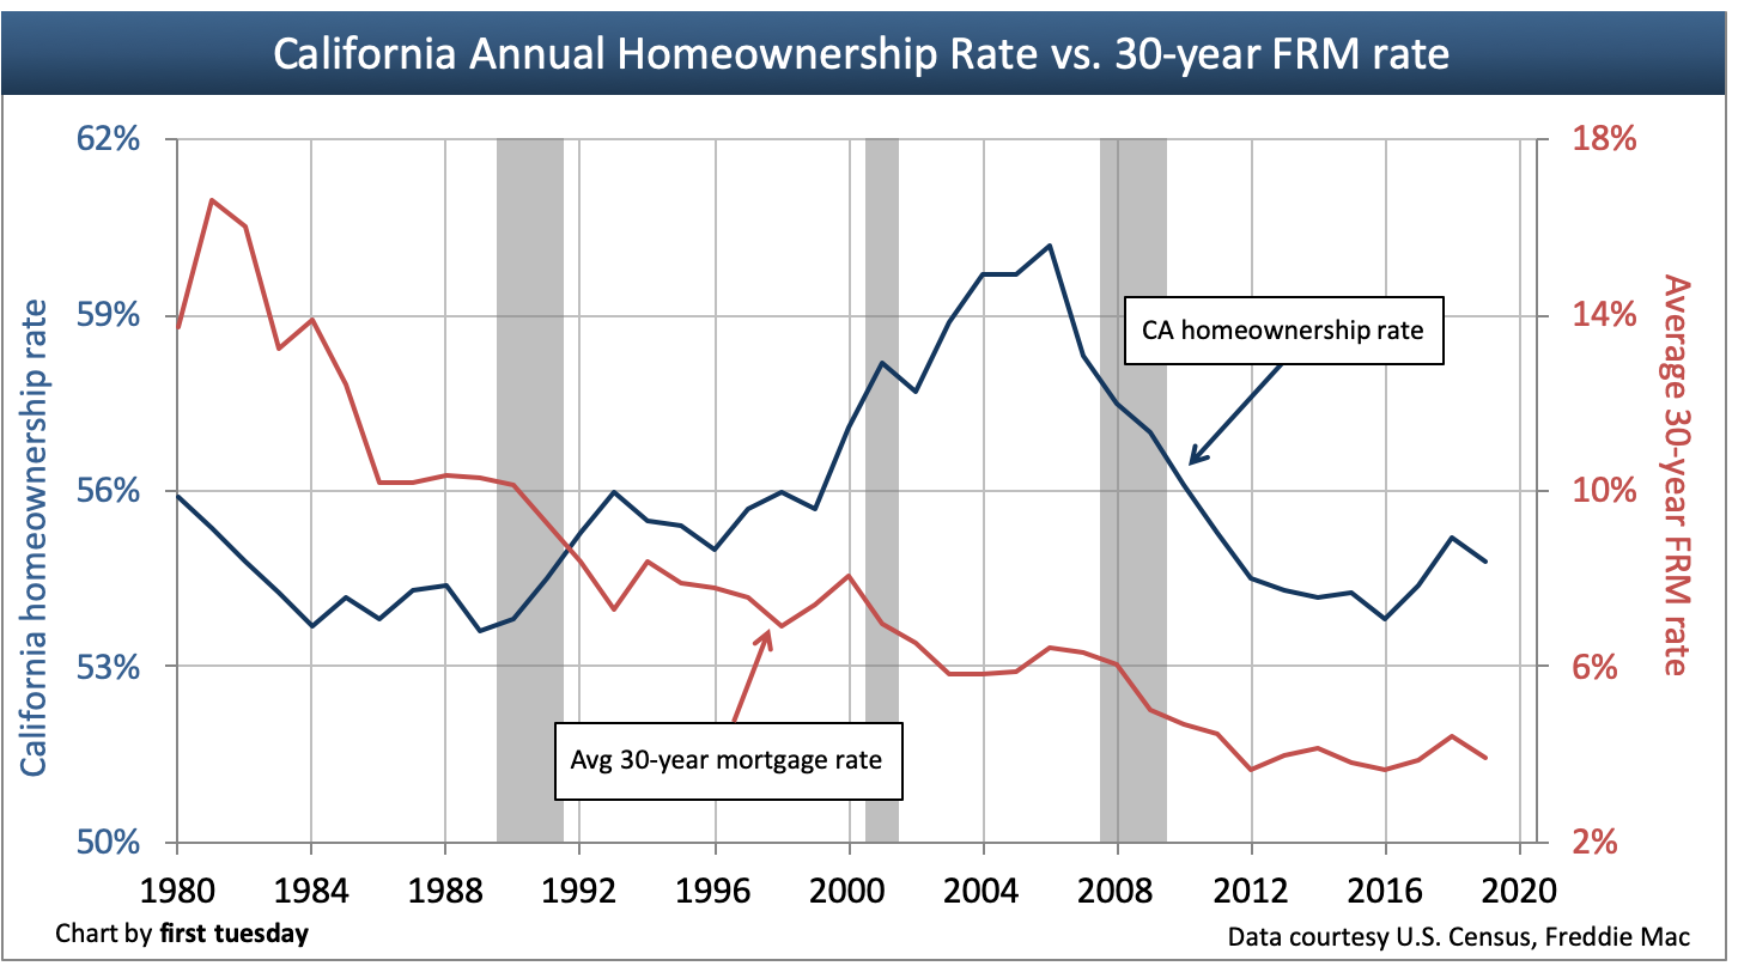 California Annual Homeownership Rate vs. 30-year FRM rate
62%
59%
56%
53%
50%
California homeownership rate
18%
14%
10%
6%
2%
Average 30-year FRM rate
CA homeownership rate
Avg 30-year mortgage rate
1980 1984 1988 1992 1996 2000 2004 2008 2012 2016 2020
Chart by first tuesday
Data courtesy U.S. Census, Freddie Mac